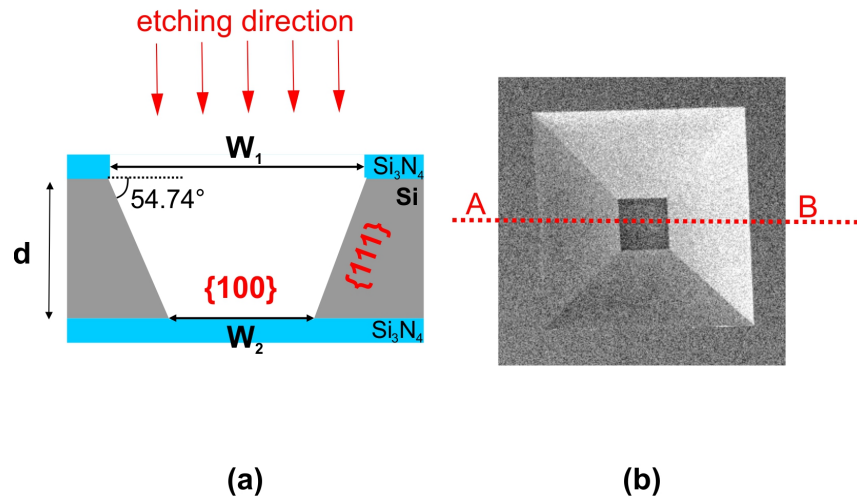 etching direction
W₁
Si₃N₄
54.74°
Si
d
{111}
{100}
Si₃N₄
W₂
A
B
(a)
(b)